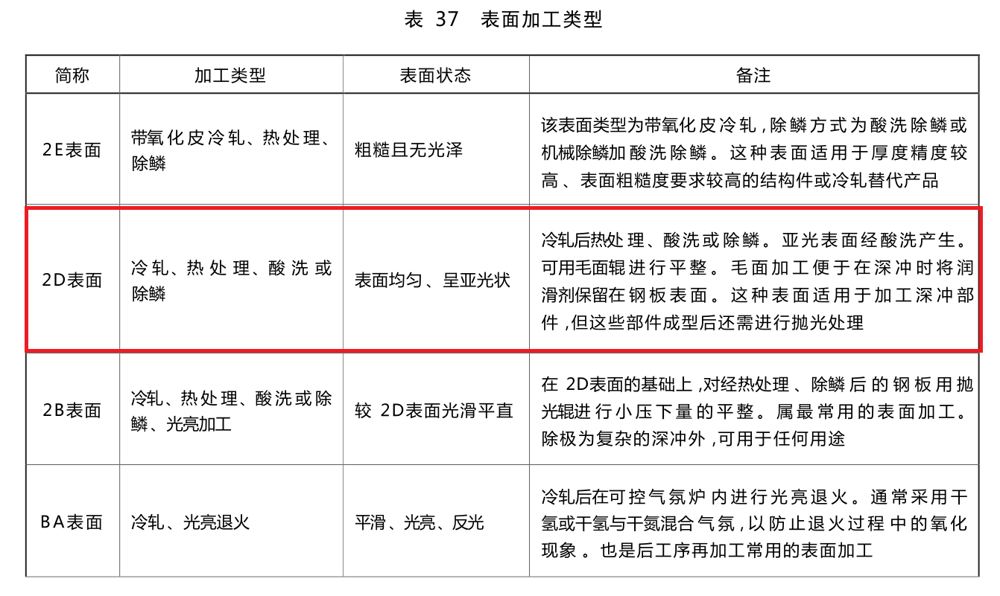 表 37 表面加工类型
简称
加工类型
表面状态
备注
2E表面
带氧化皮冷轧、热处理、
除鳞
粗糙且无光泽
该表面类型为带氧化皮冷轧,除鳞方式为酸洗除鳞或
机械除鳞加酸洗除鳞。这种表面适用于厚度精度较
高、表面粗糙度要求较高的结构件或冷轧替代产品
2D表面
冷轧、热处理、酸洗或
除鳞
表面均匀、呈亚光状
冷轧后热处理、酸洗或除鳞。亚光表面经酸洗产生。
可用毛面辊进行平整。毛面加工便于在深冲时将润
滑剂保留在钢板表面。这种表面适用于加工深冲部
件,但这些部件成型后还需进行抛光处理
2B表面
冷轧、热处理、酸洗或除
鳞、光亮加工
较 2D表面光滑平直
在 2D表面的基础上,对经热处理、除鳞后的钢板用抛
光辊进行小压下量的平整。属最常用的表面加工。
除极为复杂的深冲外,可用于任何用途
BA表面
冷轧、光亮退火
平滑、光亮、反光
冷轧后在可控气氛炉内进行光亮退火。通常采用干
氢或干氢与干氮混合气氛,以防止退火过程中的氧化
现象。也是后工序再加工常用的表面加工